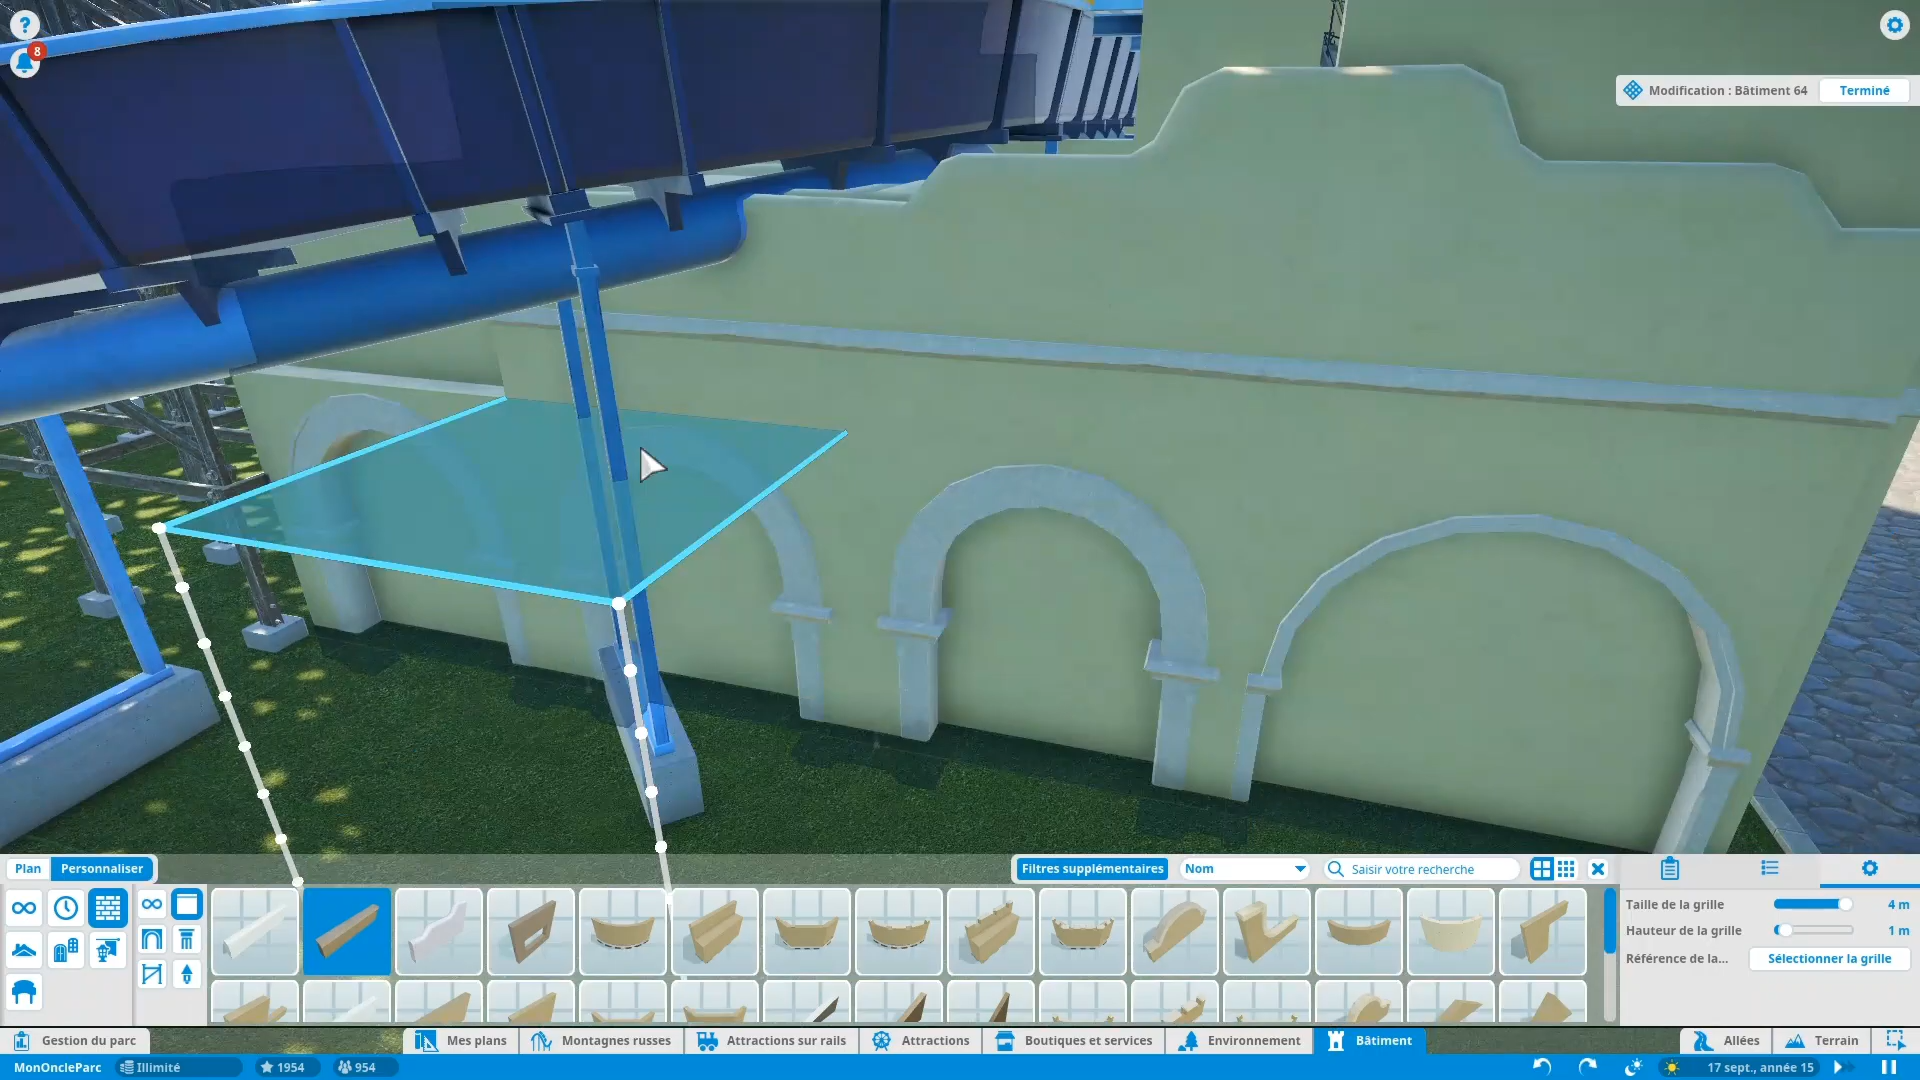 ?
8
Modification : Bâtiment 64
Terminé
Plan
Personnaliser
Filtres supplémentaires
Nom
Saisir votre recherche
Taille de la grille
4 m
Hauteur de la grille
1 m
Référence de la...
Sélectionner la grille
Gestion du parc
Mes plans
Montagnes russes
Attractions sur rails
Attractions
Boutiques et services
Environnement
Bâtiment
Allées
Terrain
MonOncleParc
Illimité
1954
954
17 sept., année 15